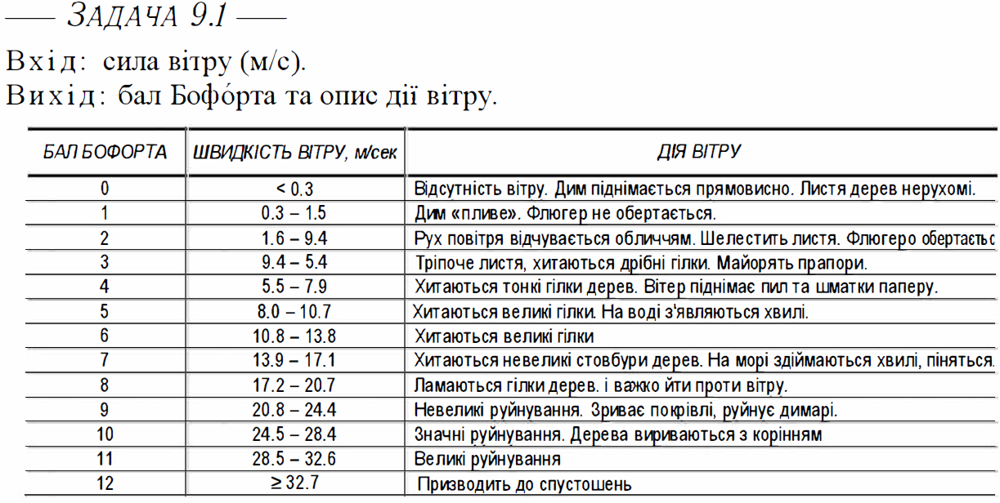 ЗАДАЧА 9.1
Вхід: сила вітру (м/с).
Вихід: бал Бофо́рта та опис дії вітру.
БАЛ БОФОРТА ШВИДКІСТЬ ВІТРУ, м/сек ДІЯ ВІТРУ
0 < 0.3 Відсутність вітру. Дим піднімається прямовисно. Листя дерев нерухомі.
1 0.3 – 1.5 Дим «пливе». Флюгер не обертається.
2 1.6 – 9.4 Рух повітря відчувається обличчям. Шелестить листя. Флюгеро обертаєтьс
3 9.4 – 5.4 Тріпоче листя, хитаються дрібні гілки. Майорять прапори.
4 5.5 – 7.9 Хитаються тонкі гілки дерев. Вітер піднімає пил та шматки паперу.
5 8.0 – 10.7 Хитаються великі гілки. На воді з'являються хвилі.
6 10.8 – 13.8 Хитаються великі гілки
7 13.9 – 17.1 Хитаються невеликі стовбури дерев. На морі здіймаються хвилі, піняться.
8 17.2 – 20.7 Ламаються гілки дерев. і важко йти проти вітру.
9 20.8 – 24.4 Невеликі руйнування. Зриває покрівлі, руйнує димарі.
10 24.5 – 28.4 Значні руйнування. Дерева вириваються з корінням
11 28.5 – 32.6 Великі руйнування
12 ≥ 32.7 Призводить до спустошень